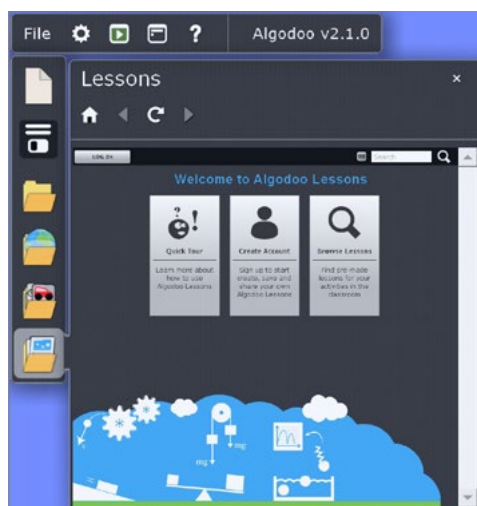 File ? Algodoo v2.1.0
Lessons ×
LOG IN Search
Welcome to Algodoo Lessons
Quick Tour
Learn more about
how to use
Algodoo Lessons
Create Account
Sign up to start
create, save and
share your own
Algodoo Lessons
Browse Lessons
Find pre-made
lessons for your
activities in the
classroom
mg
mg